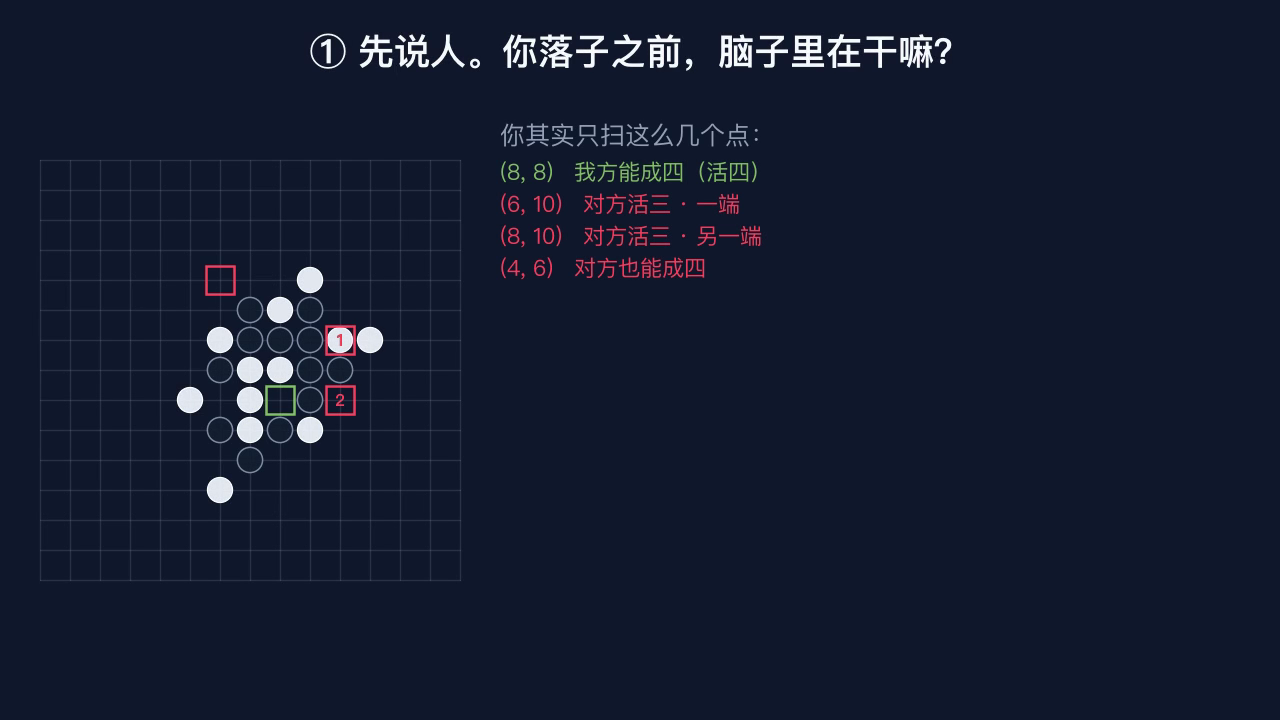 ① 先说人。你落子之前，脑子里在干嘛?
你其实只扫这么几个点：
(8, 8) 我方能成四（活四）
(6, 10) 对方活三 · 一端
(8, 10) 对方活三 · 另一端
(4, 6) 对方也能成四
1
2